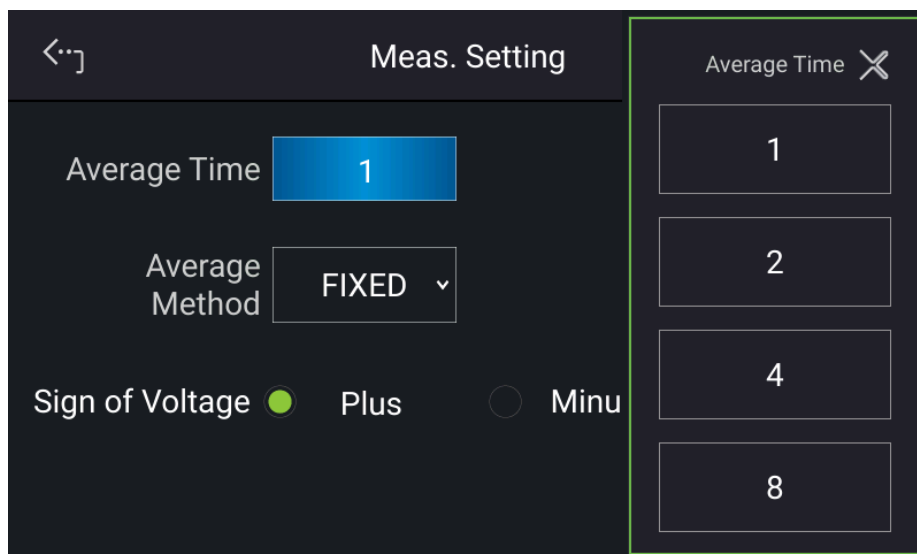 Meas. Setting
Average Time
1
Average
Method
FIXED
Sign of Voltage
Plus
Minu
Average Time
1
2
4
8